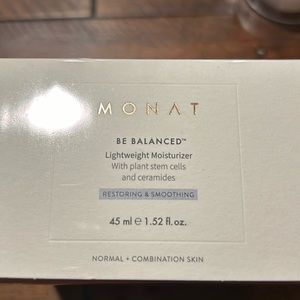 MONAT
BE BALANCED™
Lightweight Moisturizer
With plant stem cells
and ceramides
RESTORING & SMOOTHING
45 ml ℮ 1.52 fl. oz.
NORMAL + COMBINATION SKIN